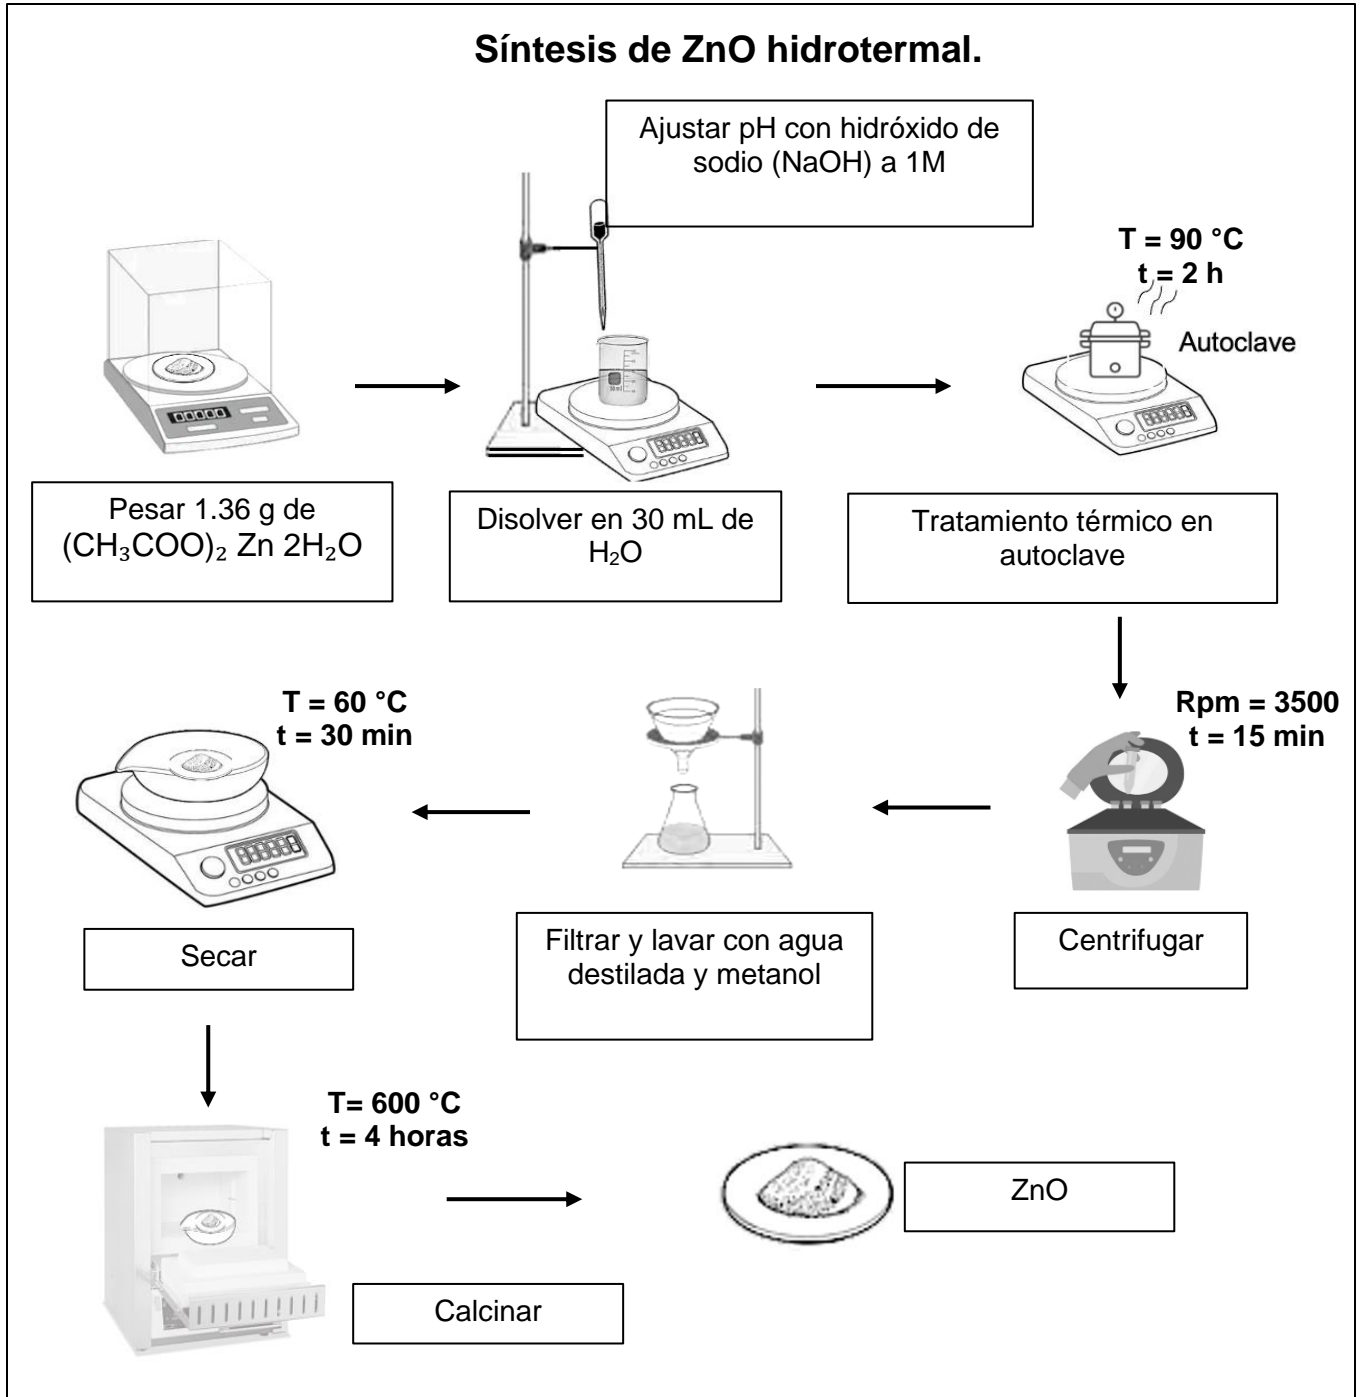 Síntesis de ZnO hidrotermal.
Ajustar pH con hidróxido de
sodio (NaOH) a 1M
T = 90 °C
t = 2 h
Autoclave
Pesar 1.36 g de
(CH₃COO)₂ Zn 2H₂O
Disolver en 30 mL de
H₂O
Tratamiento térmico en
autoclave
Rpm = 3500
t = 15 min
Centrifugar
Filtrar y lavar con agua
destilada y metanol
T = 60 °C
t = 30 min
Secar
T= 600 °C
t = 4 horas
Calcinar
ZnO